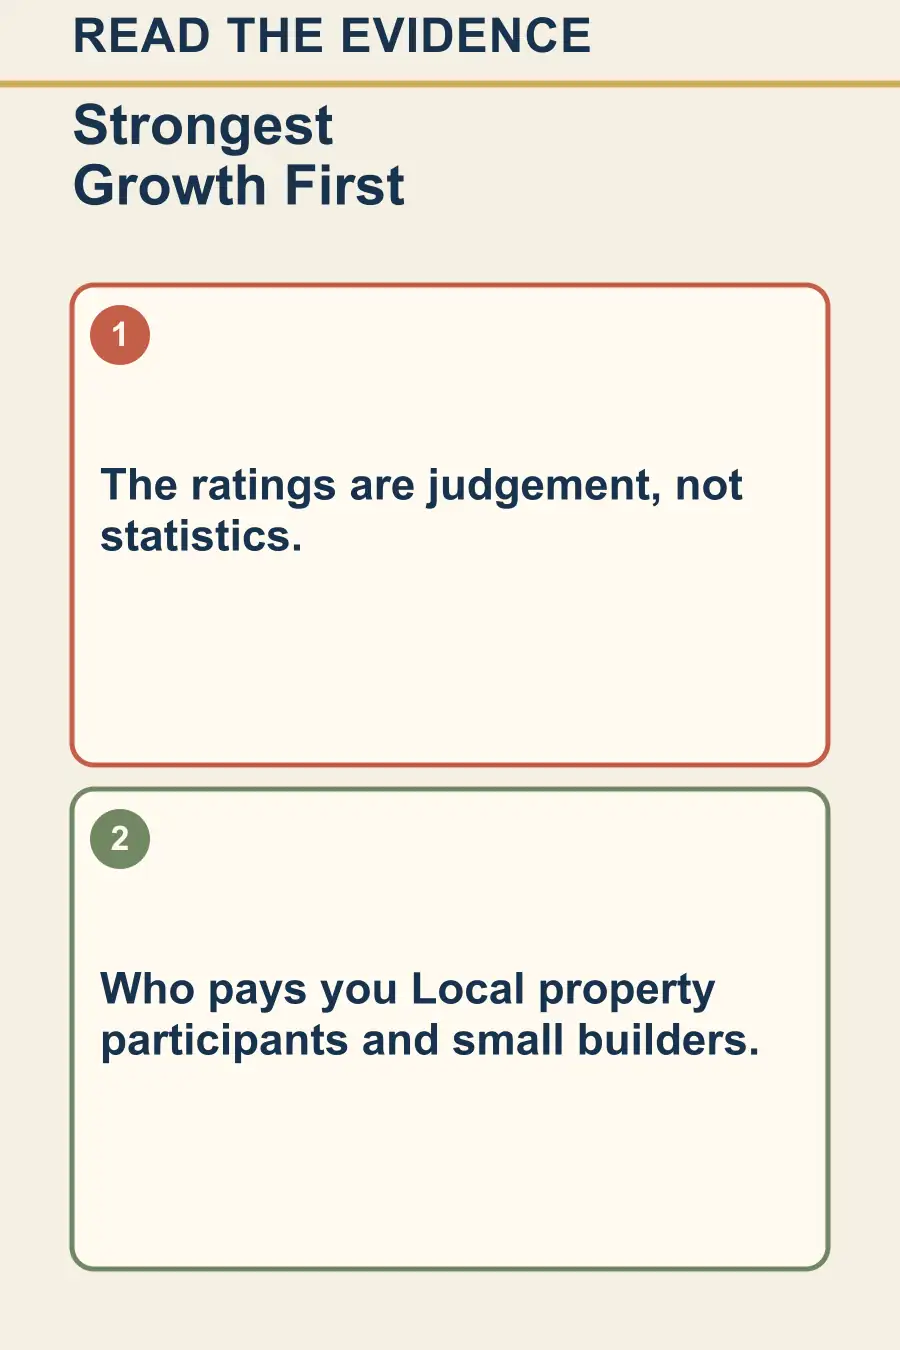 READ THE EVIDENCE
Strongest
Growth First
1
The ratings are judgement, not
statistics.
2
Who pays you Local property
participants and small builders.